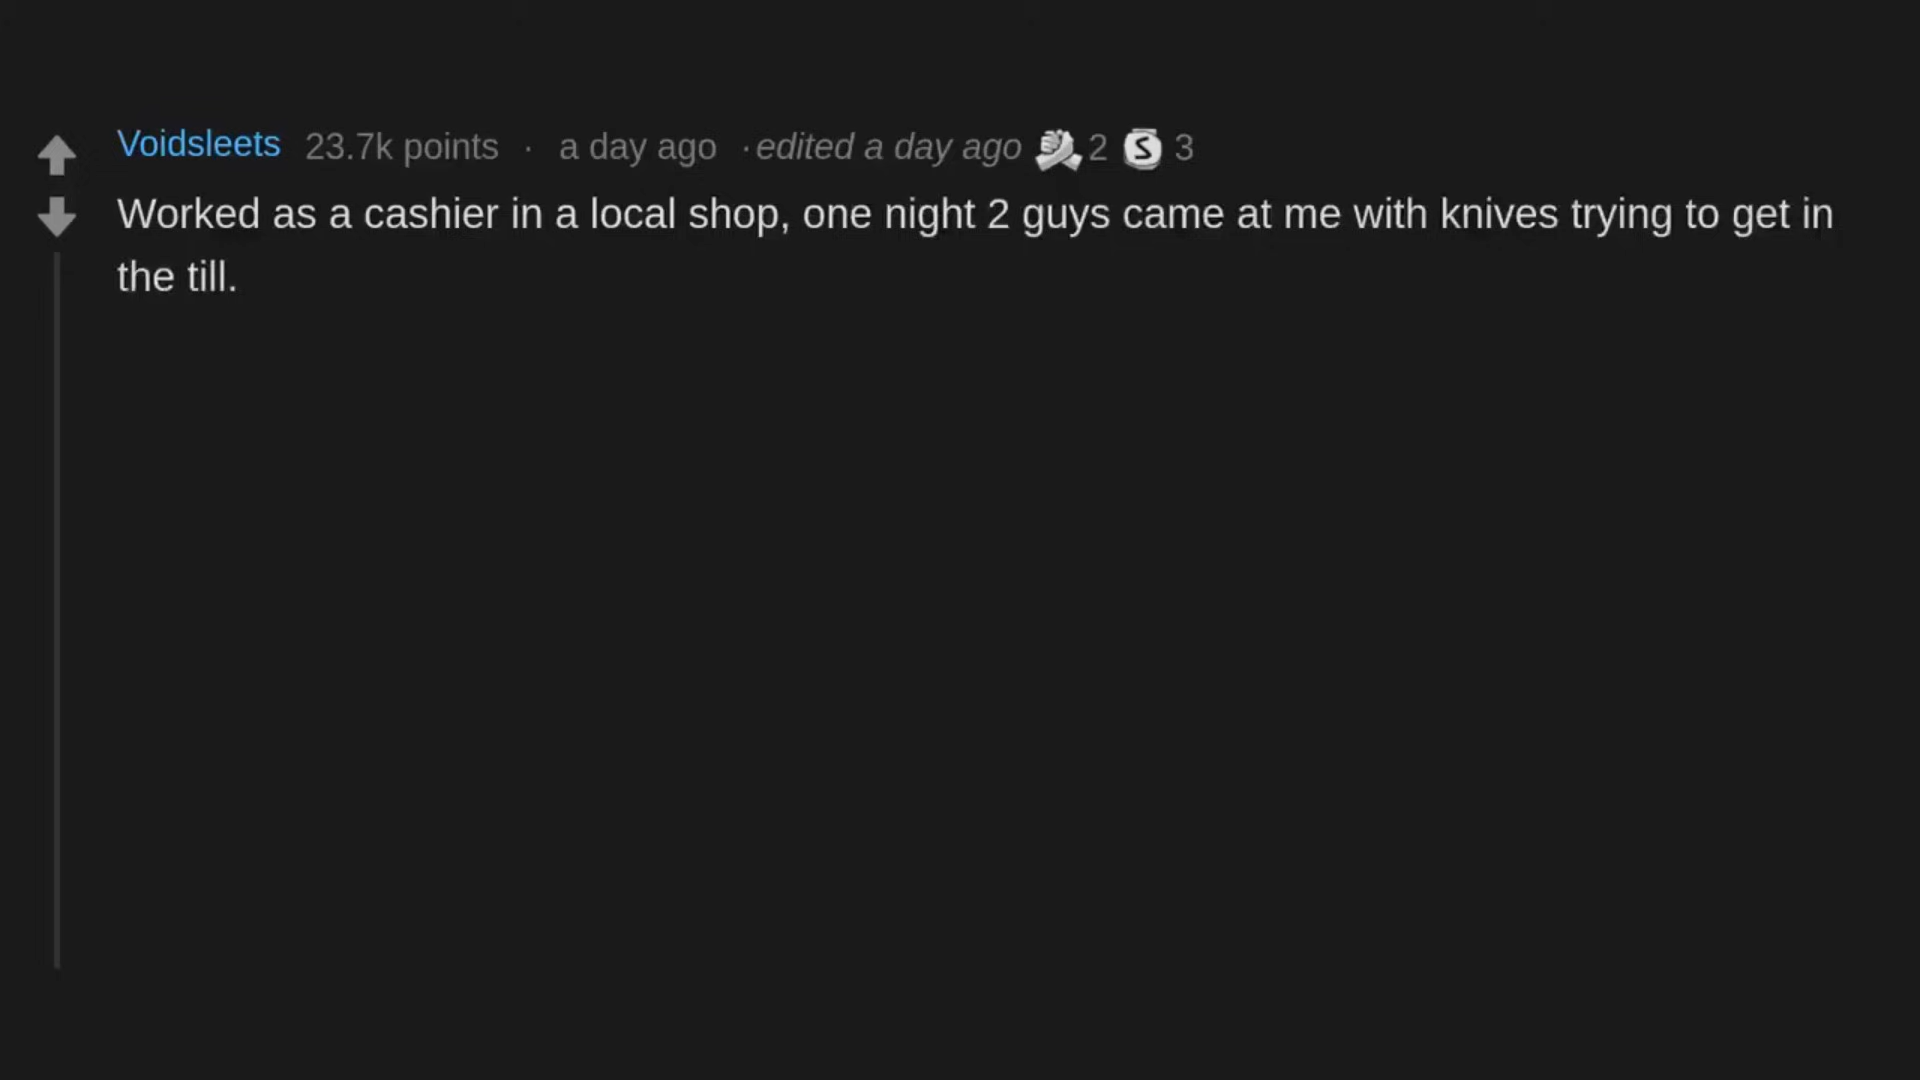 Voidsleets 23.7k points · a day ago · edited a day ago 2 S 3
Worked as a cashier in a local shop, one night 2 guys came at me with knives trying to get in
the till.